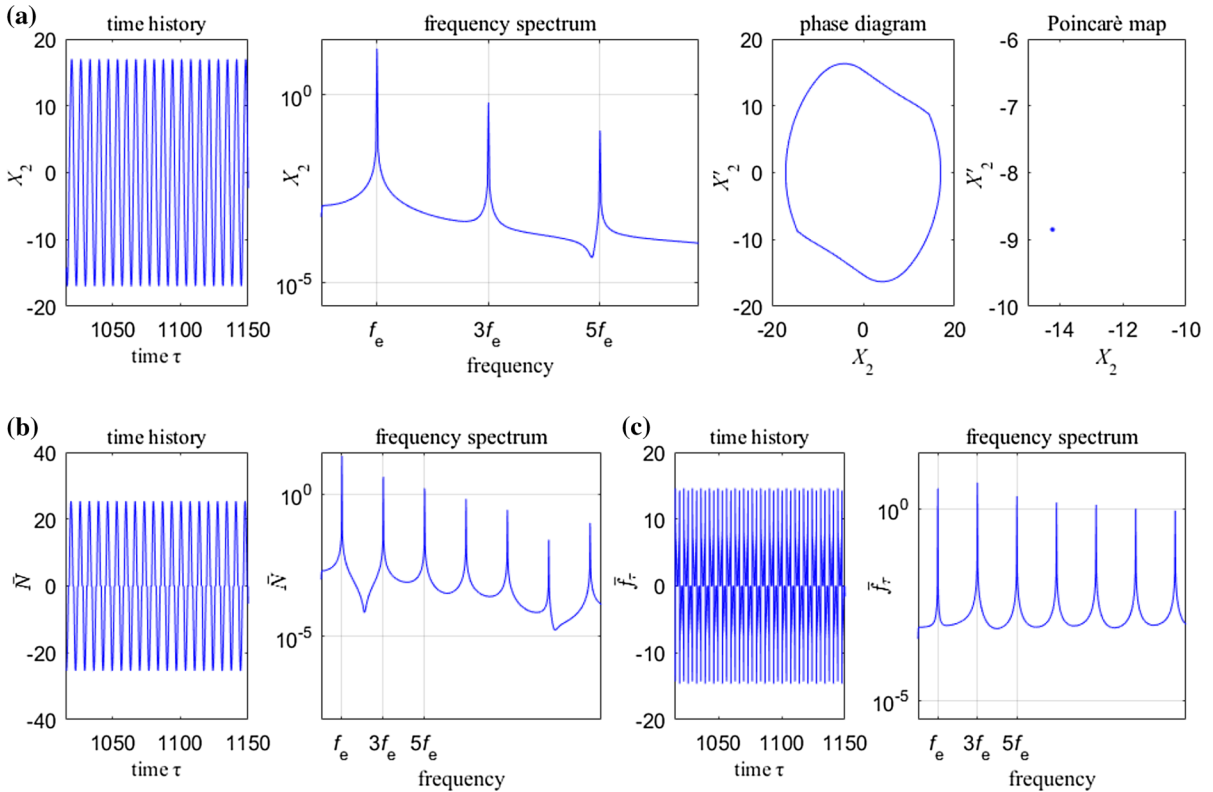 (a)
time history
frequency spectrum
phase diagram
Poincarè map
20
10
0
-10
-20
X2
1050 1100 1150
time τ
10^0
10^-5
X2
fe 3fe 5fe
frequency
20
10
0
-10
-20
X'2
-20 0 20
X2
-6
-7
-8
-9
-10
X'2
-14 -12 -10
X2
(b)
time history
frequency spectrum
40
20
0
-20
-40
N̄
1050 1100 1150
time τ
10^0
10^-5
N̄
fe 3fe 5fe
frequency
(c)
time history
frequency spectrum
20
10
0
-10
-20
f̄τ
1050 1100 1150
time τ
10^0
10^-5
f̄τ
fe 3fe 5fe
frequency